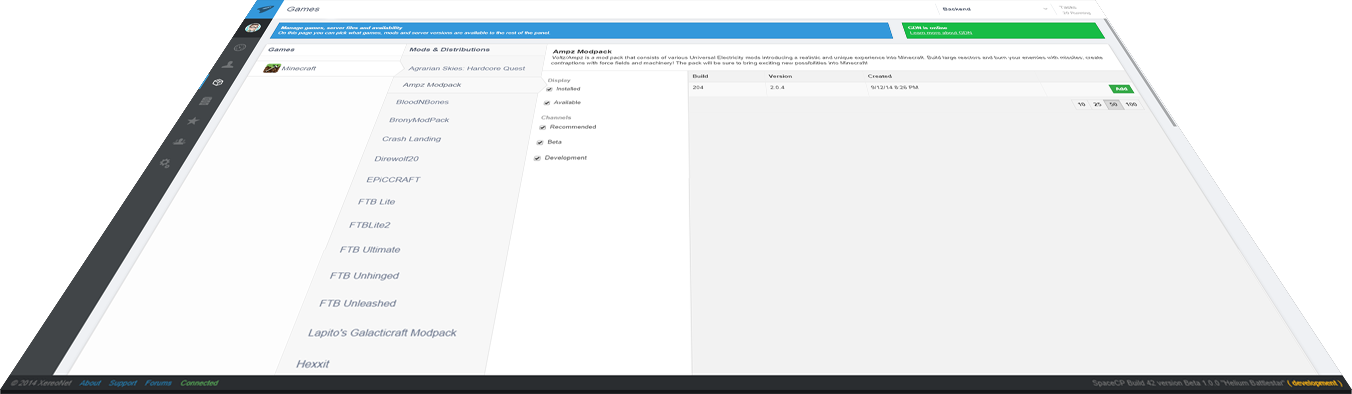 Games
Backend
Tasks
10 Running
Manage games, server files and availability
On this page you can pick what games, mods and server versions are available to the rest of the panel.
GDN is online
Learn more about GDN
Games
Mods & Distributions
Minecraft
Agrarian Skies: Hardcore Quest
Ampz Modpack
BloodNBones
BronyModPack
Crash Landing
Direwolf20
EPiCCRAFT
FTB Lite
FTBLite2
FTB Ultimate
FTB Unhinged
FTB Unleashed
Lapito's Galacticraft Modpack
Hexxit
Ampz Modpack
Voltz/Ampz is a mod pack that consists of various Universal Electricity mods introducing a realistic and unique experience into Minecraft. Build large reactors and burn your enemies with missiles, create
contraptions with force fields and machinery! The pack will be sure to bring exciting new possibilities into Minecraft!
Display
Installed
Available
Channels
Recommended
Beta
Development
Build Version Created
204 2.0.4 9/12/14 8:26 PM Add
10 25 50 100
© 2014 XereoNet About Support Forums Connected
SpaceCP Build 42 version Beta 1.0.0 "Helium Battlestar" ( development )